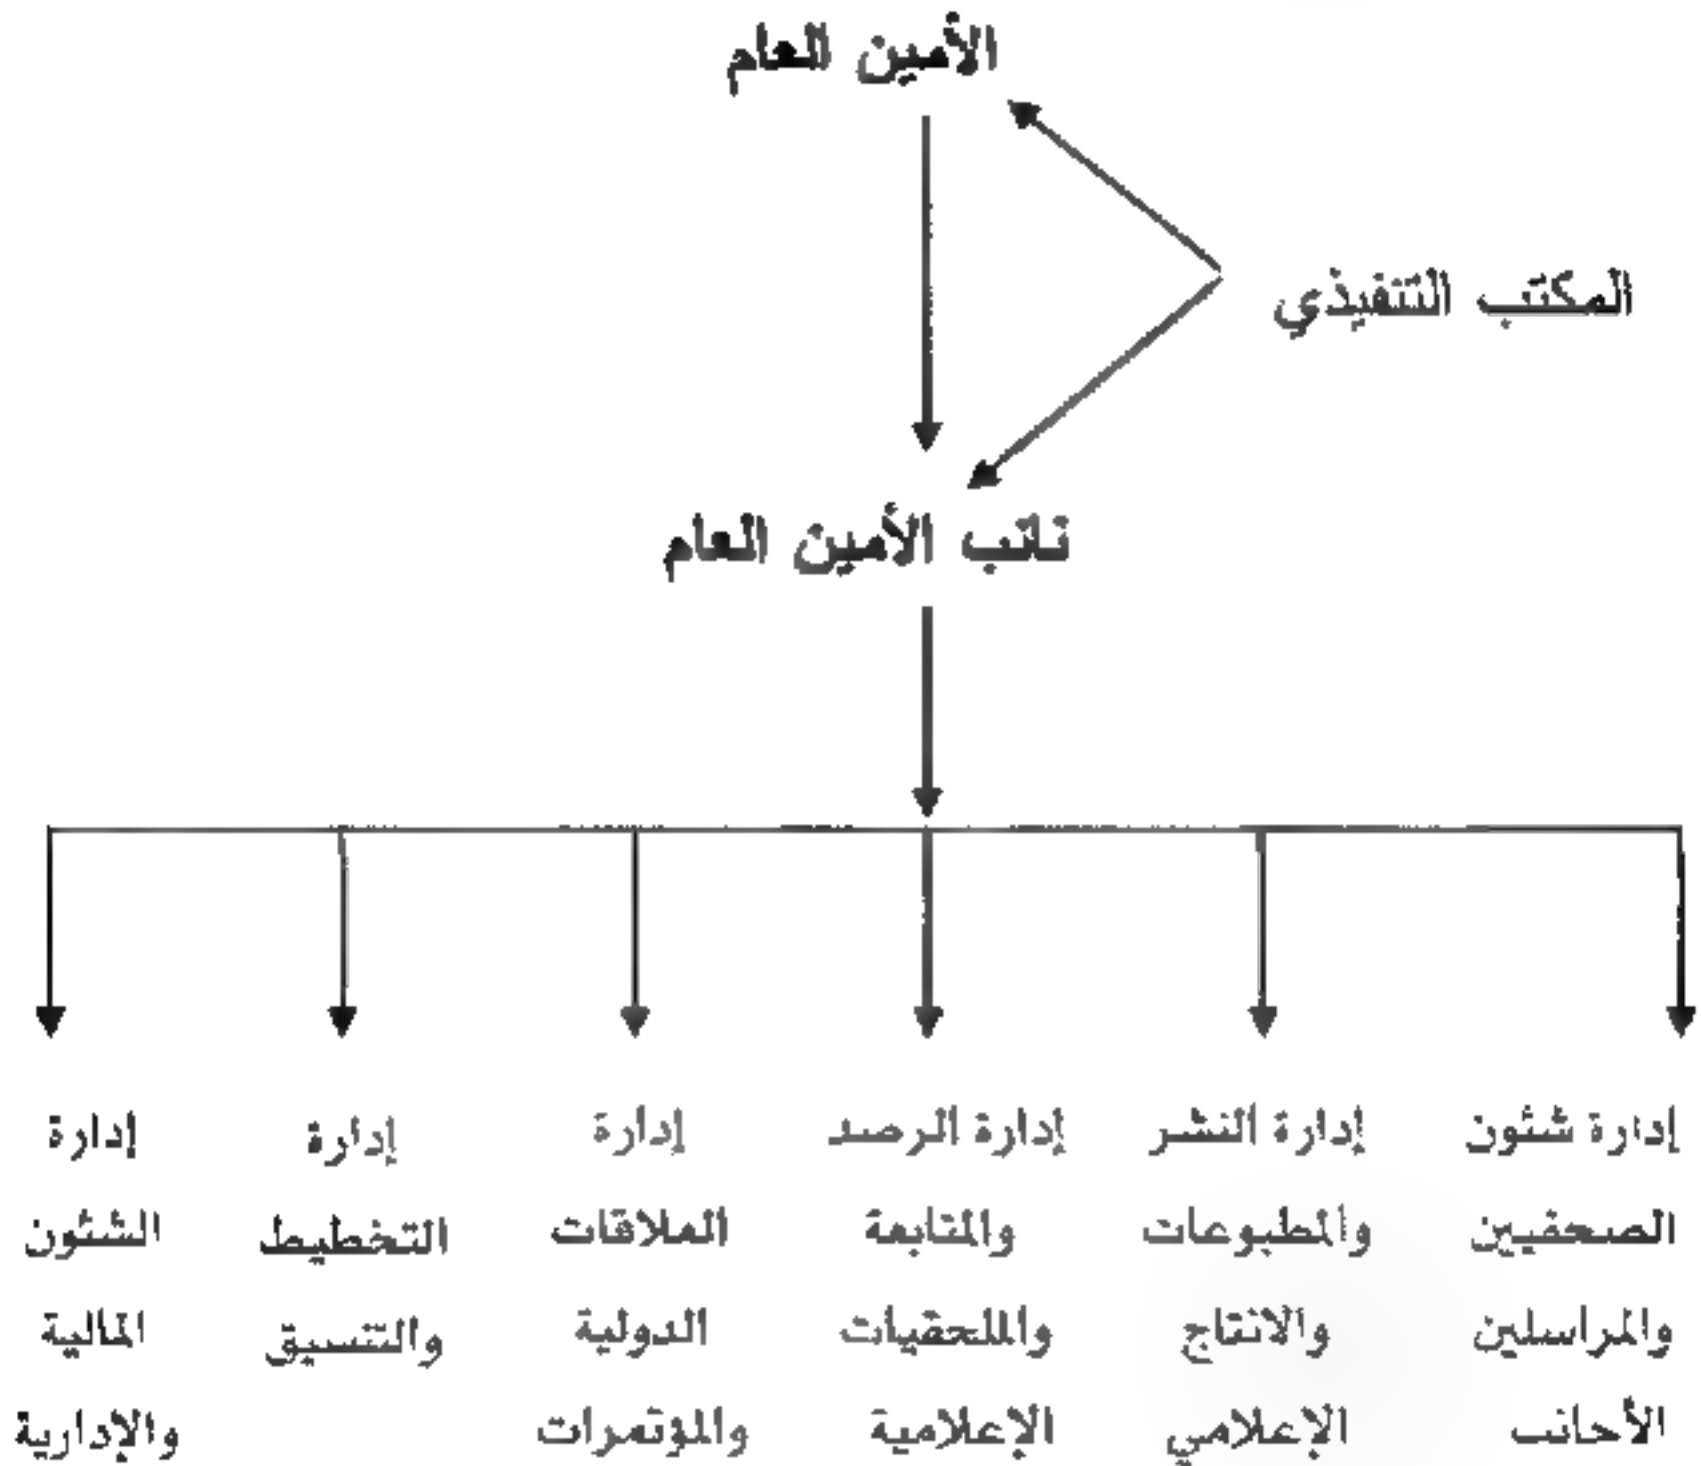 الأمين العام
المكتب التنفيذي
نائب الأمين العام
إدارة شئون
الصحفيين
والمراسلين
الأجانب
إدارة النشر
والمطبوعات
والانتاج
الإعلامي
إدارة الرصد
والمتابعة
والملحقيات
الإعلامية
إدارة
العلاقات
الدولية
والمؤتمرات
إدارة
التخطيط
والتنسيق
إدارة
الشئون
المالية
والإدارية